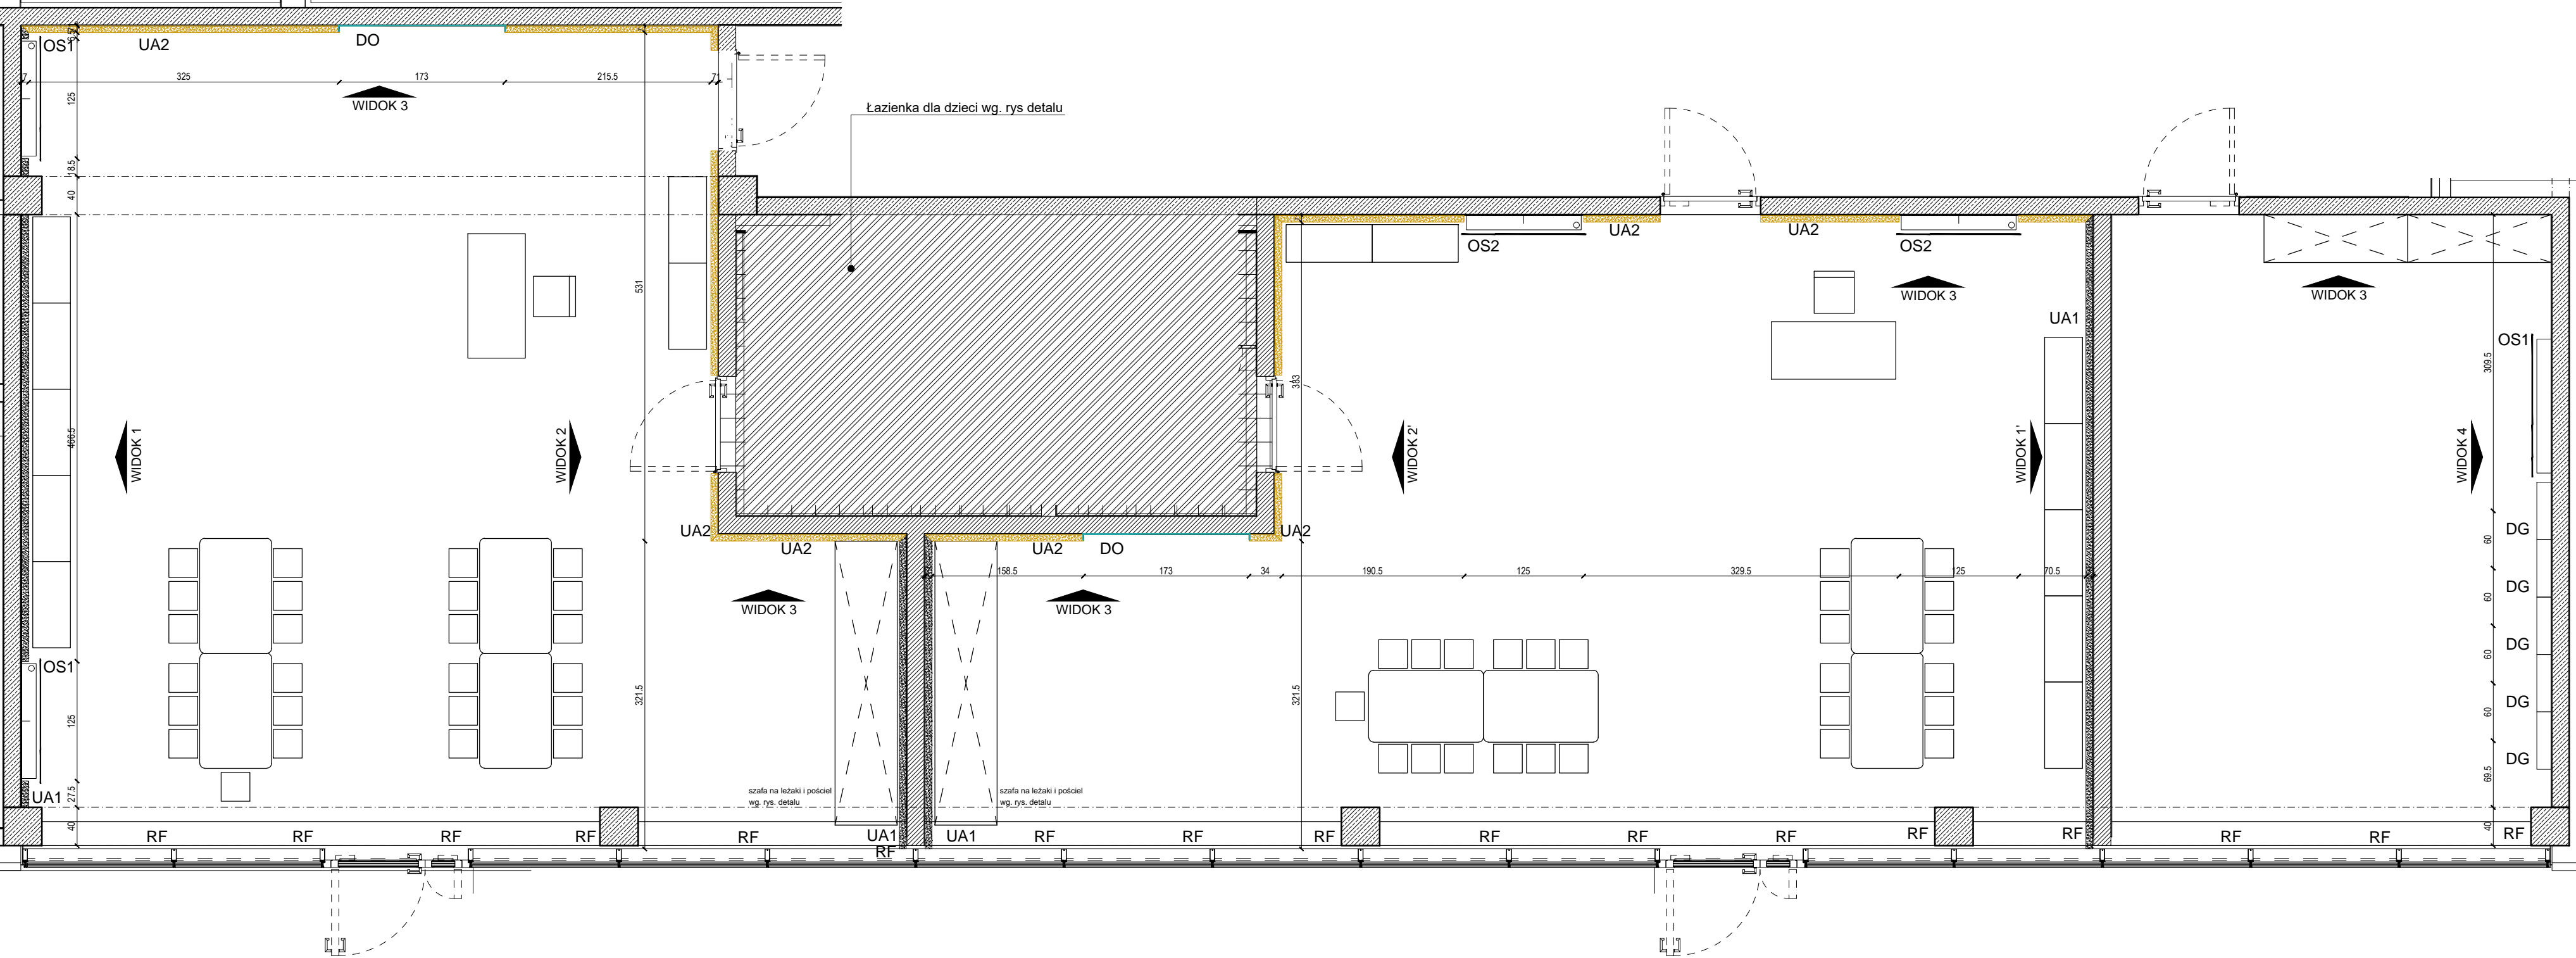 OS1
UA2
DO
7
325
173
215.5
71
WIDOK 3
125
18.5
40
Łazienka dla dzieci wg. rys detalu
531
466.5
WIDOK 1
WIDOK 2
OS2
UA2
UA2
OS2
WIDOK 3
WIDOK 3
UA1
OS1
309.5
383
WIDOK 2'
WIDOK 1'
WIDOK 4
UA2
UA2
UA2
DO
UA2
DG
60
158.5
173
34
190.5
125
329.5
125
70.5
WIDOK 3
WIDOK 3
DG
60
DG
60
DG
60
DG
69.5
OS1
125
321.5
321.5
27.5
UA1
40
szafa na leżaki i pościel
wg. rys. detalu
szafa na leżaki i pościel
wg. rys. detalu
40
RF
RF
RF
RF
RF
UA1
RF
UA1
RF
RF
RF
RF
RF
RF
RF
RF
RF
RF
RF